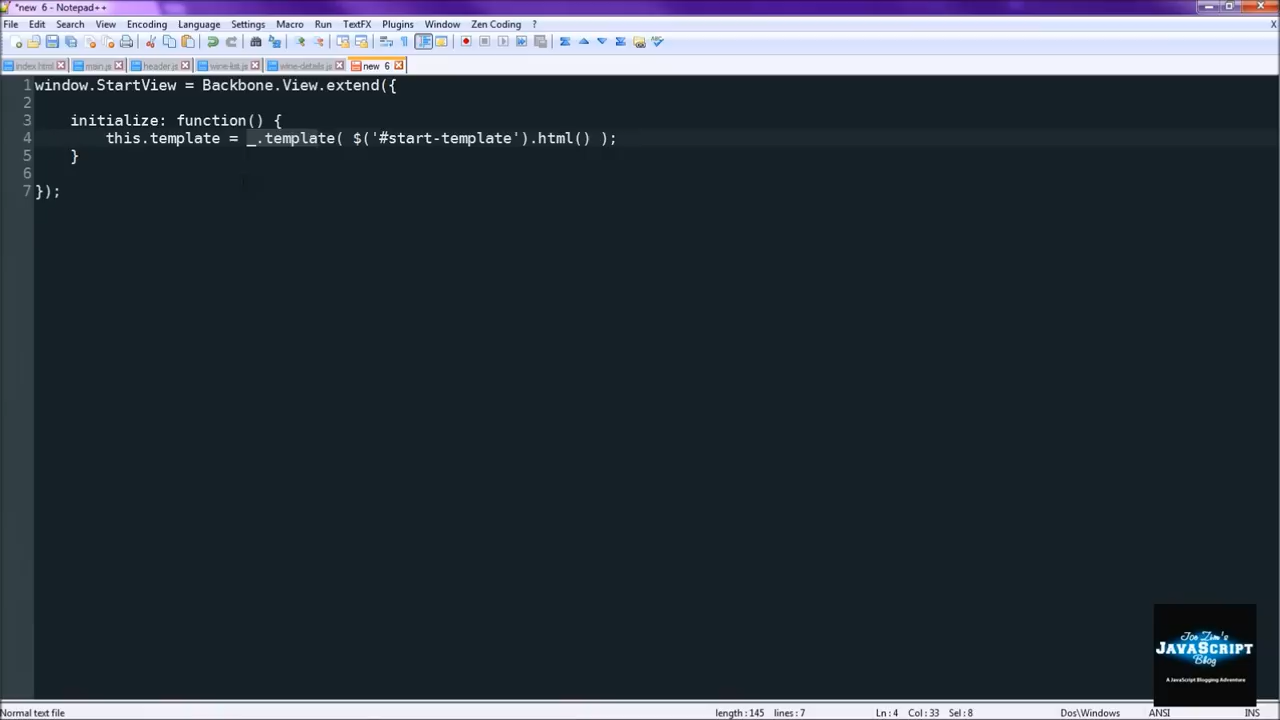 *new 6 - Notepad++
File Edit Search View Encoding Language Settings Macro Run TextFX Plugins Window Zen Coding ? X
index.html main.js header.js wine-list.js wine-details.js new 6
1 window.StartView = Backbone.View.extend({
2
3 initialize: function() {
4 this.template = _.template( $('#start-template').html() );
5 }
6
7 });
Joe Zim's
JAVASCRIPT
Blog
A JavaScript Blogging Adventure
Normal text file length : 145 lines : 7 Ln : 4 Col : 33 Sel : 8 Dos\Windows ANSI INS